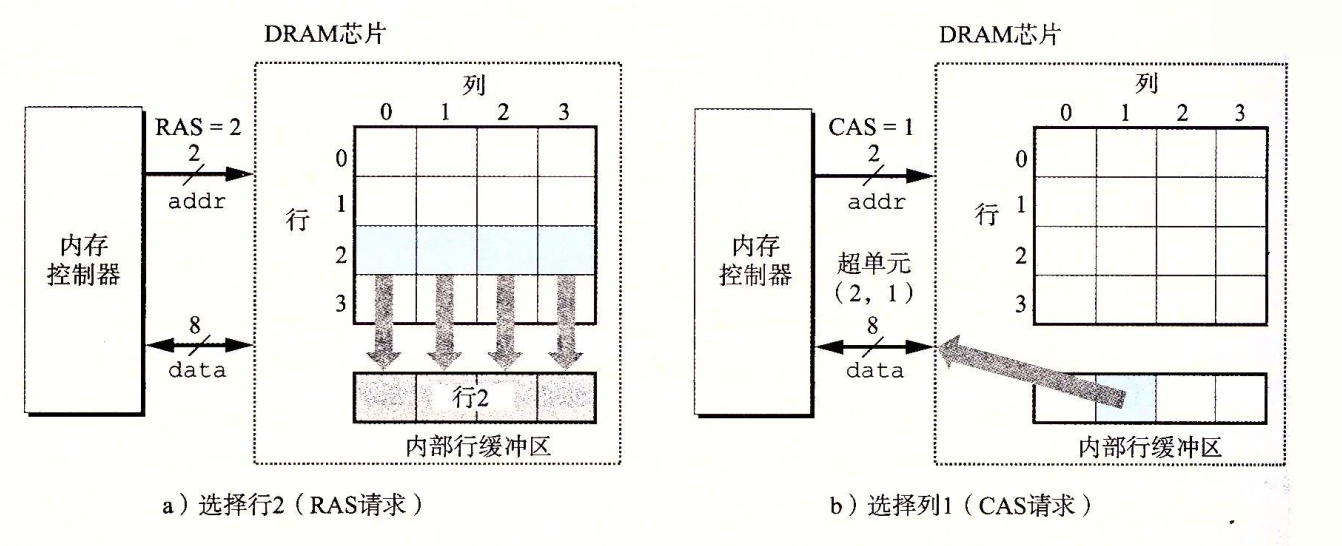 DRAM芯片
列
0 1 2 3
RAS = 2
2
addr
行
0
1
2
3
内存
控制器
8
data
行2
内部行缓冲区
a）选择行2（RAS请求）
DRAM芯片
列
0 1 2 3
CAS = 1
2
addr
行
0
1
2
3
内存
控制器
超单元
（2，1）
8
data
内部行缓冲区
b）选择列1（CAS请求）